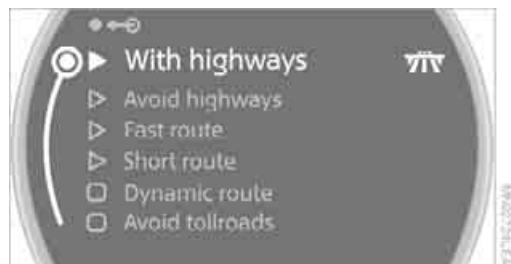 With highways
Avoid highways
Fast route
Short route
Dynamic route
Avoid tollroads